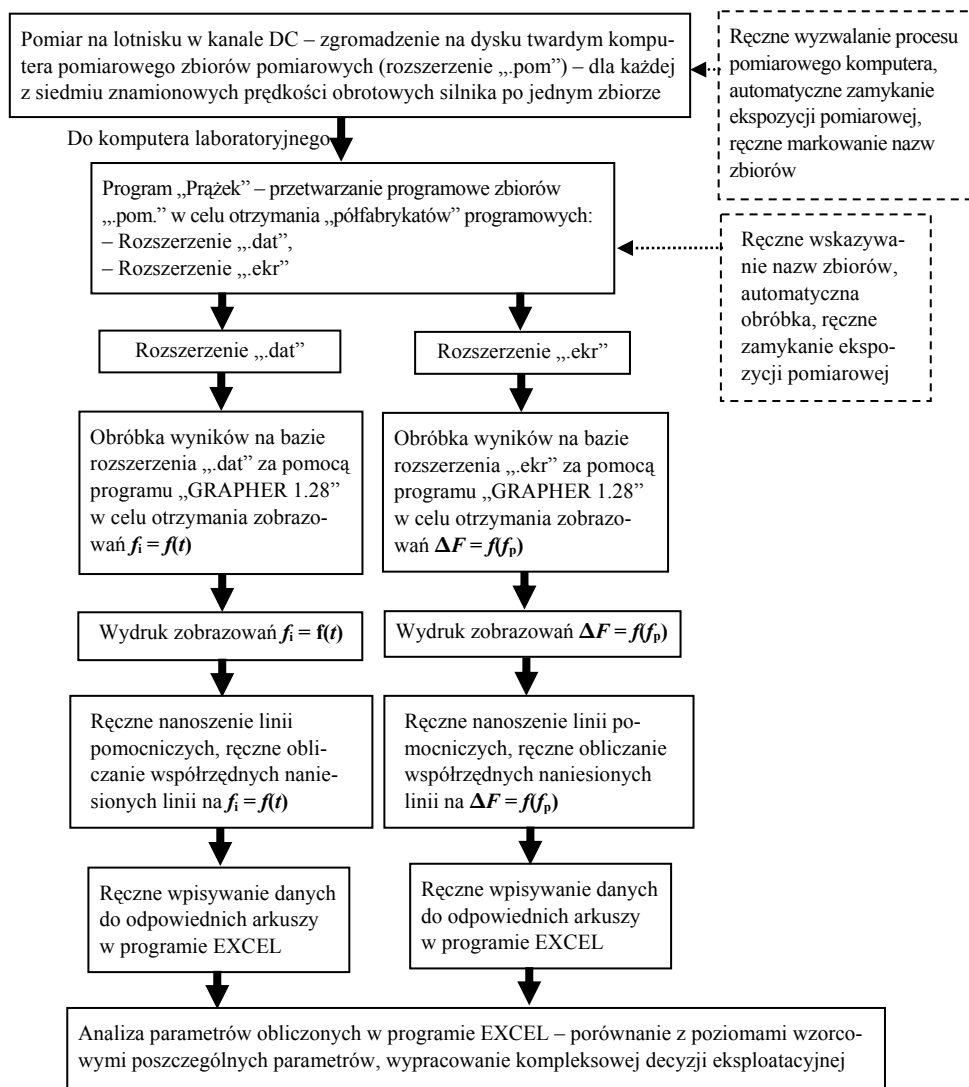 Pomiar na lotnisku w kanale DC – zgromadzenie na dysku twardym kompu-
tera pomiarowego zbiorów pomiarowych (rozszerzenie „.pom”) – dla każdej
z siedmiu znamionowych prędkości obrotowych silnika po jednym zbiorze
Ręczne wyzwalanie procesu
pomiarowego komputera,
automatyczne zamykanie
ekspozycji pomiarowej,
ręczne markowanie nazw
zbiorów
Do komputera laboratoryjnego
Program „Prążek” – przetwarzanie programowe zbiorów
„.pom.” w celu otrzymania „półfabrykatów” programowych:
– Rozszerzenie „.dat”,
– Rozszerzenie „.ekr”
Ręczne wskazywa-
nie nazw zbiorów,
automatyczna
obróbka, ręczne
zamykanie ekspo-
zycji pomiarowej
Rozszerzenie „.dat”
Rozszerzenie „.ekr”
Obróbka wyników na bazie
rozszerzenia „.dat” za pomocą
programu „GRAPHER 1.28”
w celu otrzymania zobrazo-
wań fi = f(t)
Obróbka wyników na bazie
rozszerzenia „.ekr” za pomocą
programu „GRAPHER 1.28”
w celu otrzymania zobrazo-
wań ΔF = f(fp)
Wydruk zobrazowań fi = f(t)
Wydruk zobrazowań ΔF = f(fp)
Ręczne nanoszenie linii
pomocniczych, ręczne obli-
czanie współrzędnych nanie-
sionych linii na fi = f(t)
Ręczne nanoszenie linii po-
mocniczych, ręczne obliczanie
współrzędnych naniesionych
linii na ΔF = f(fp)
Ręczne wpisywanie danych
do odpowiednich arkuszy
w programie EXCEL
Ręczne wpisywanie danych
do odpowiednich arkuszy
w programie EXCEL
Analiza parametrów obliczonych w programie EXCEL – porównanie z poziomami wzorco-
wymi poszczególnych parametrów, wypracowanie kompleksowej decyzji eksploatacyjnej